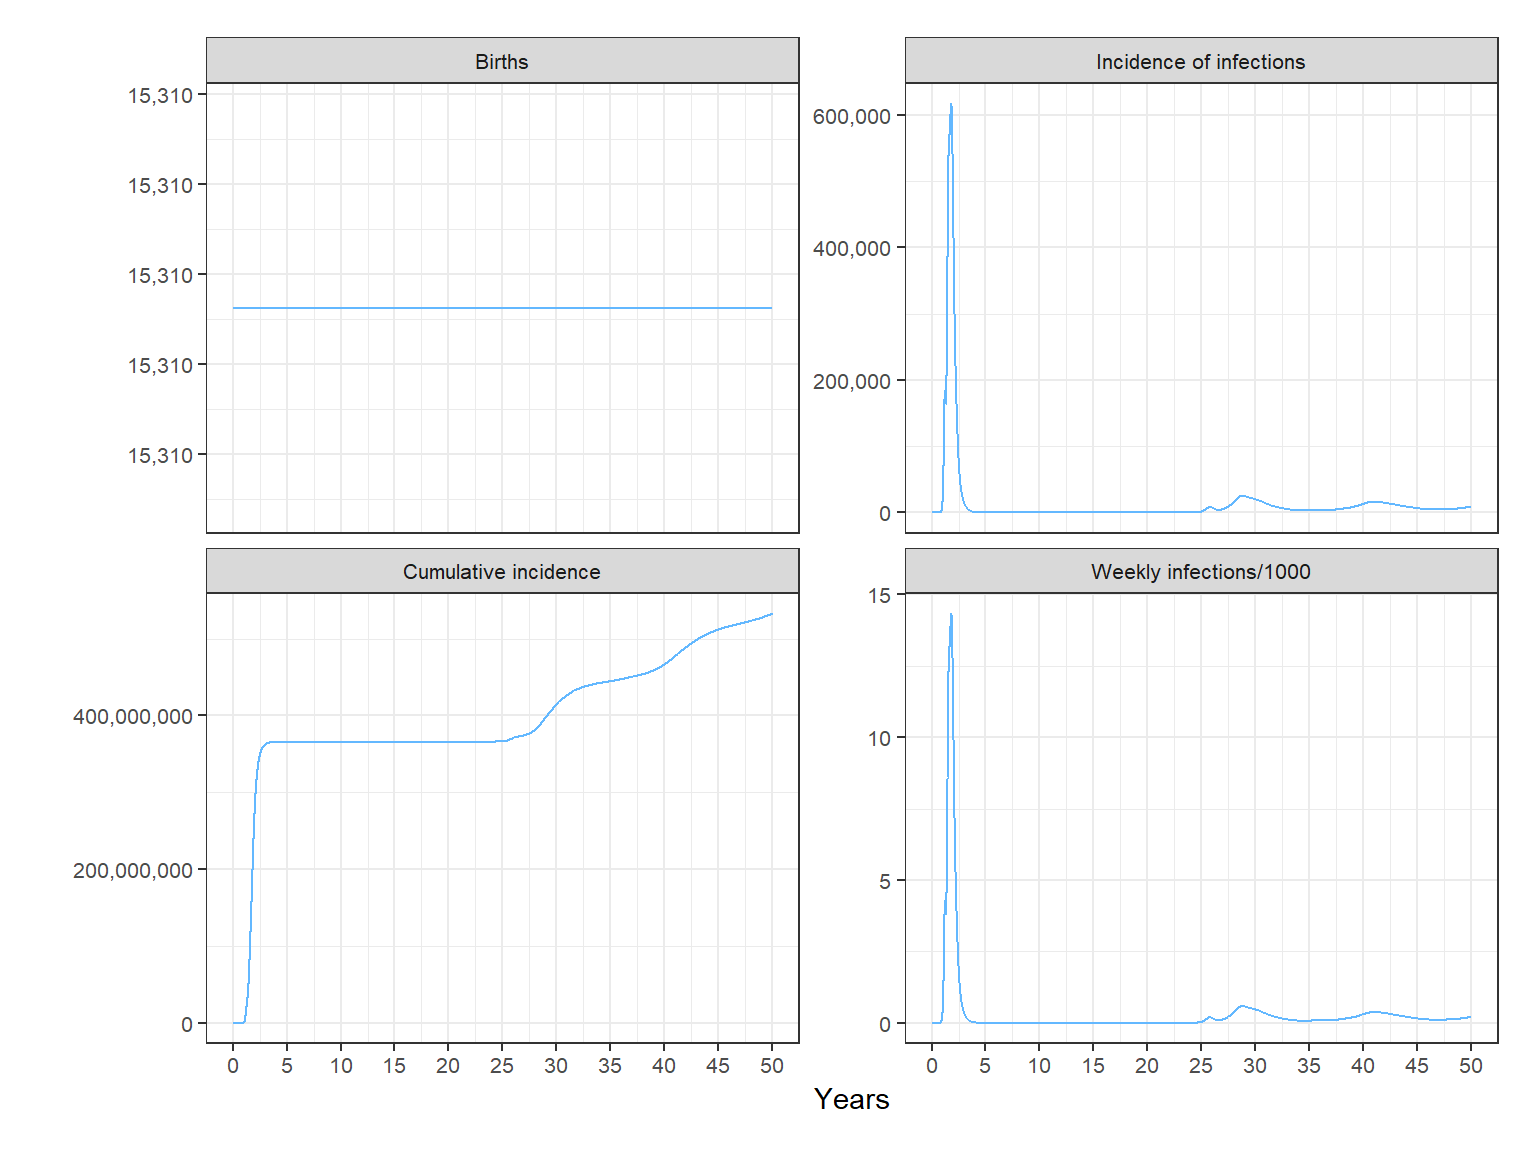 Births
15,310
15,310
15,310
15,310
15,310
Incidence of infections
600,000
400,000
200,000
0
Cumulative incidence
400,000,000
200,000,000
0
0 5 10 15 20 25 30 35 40 45 50
Weekly infections/1000
15
10
5
0
0 5 10 15 20 25 30 35 40 45 50
Years